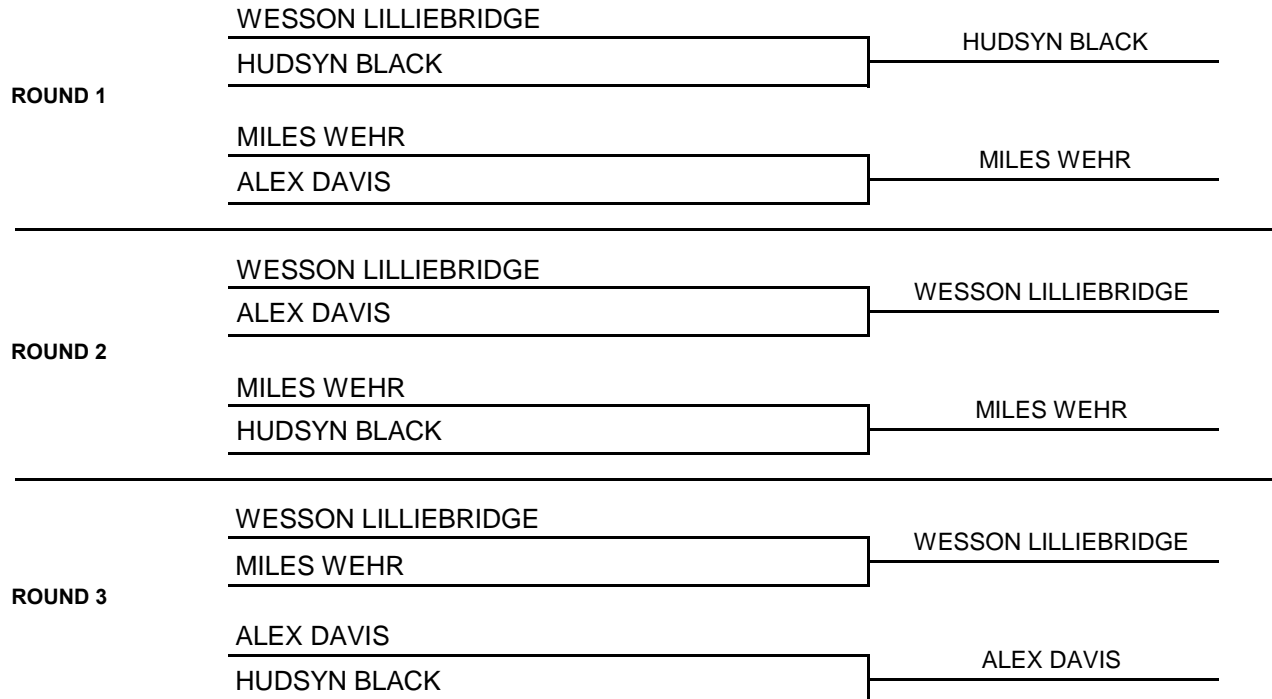 WESSON LILLIEBRIDGE
HUDSYN BLACK
HUDSYN BLACK
ROUND 1
MILES WEHR
MILES WEHR
ALEX DAVIS
WESSON LILLIEBRIDGE
WESSON LILLIEBRIDGE
ALEX DAVIS
ROUND 2
MILES WEHR
MILES WEHR
HUDSYN BLACK
WESSON LILLIEBRIDGE
WESSON LILLIEBRIDGE
MILES WEHR
ROUND 3
ALEX DAVIS
ALEX DAVIS
HUDSYN BLACK